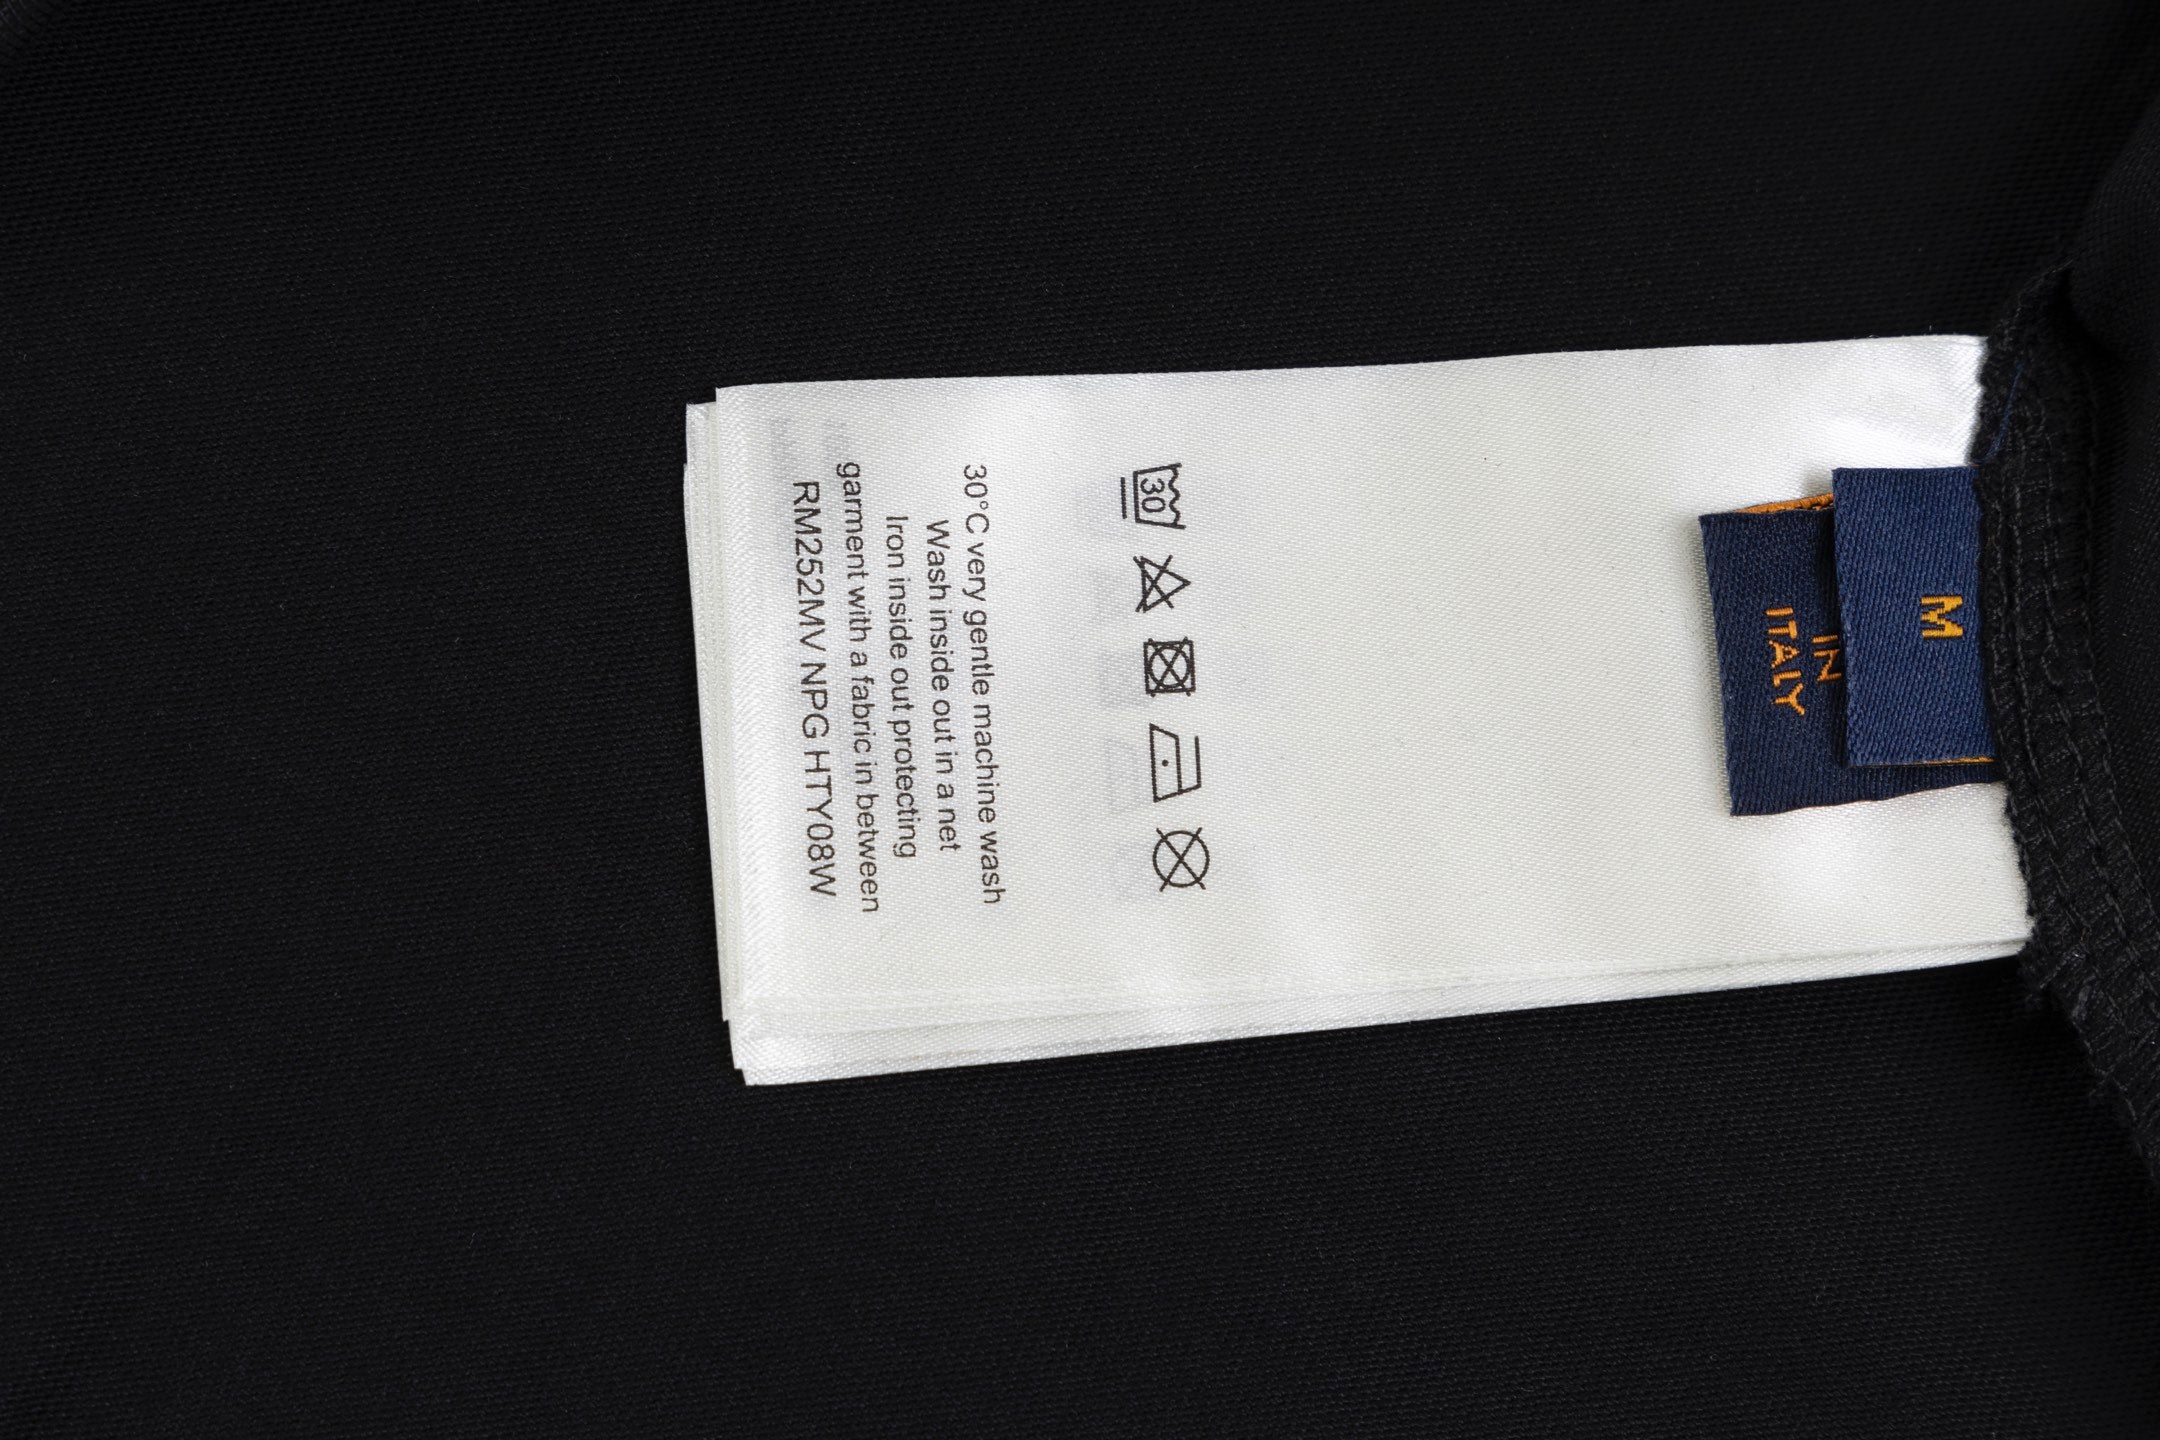 M
IN
ITALY
30
30°C very gentle machine wash
Wash inside out in a net
Iron inside out protecting
garment with a fabric in between
RM252MV NPG HTY08W